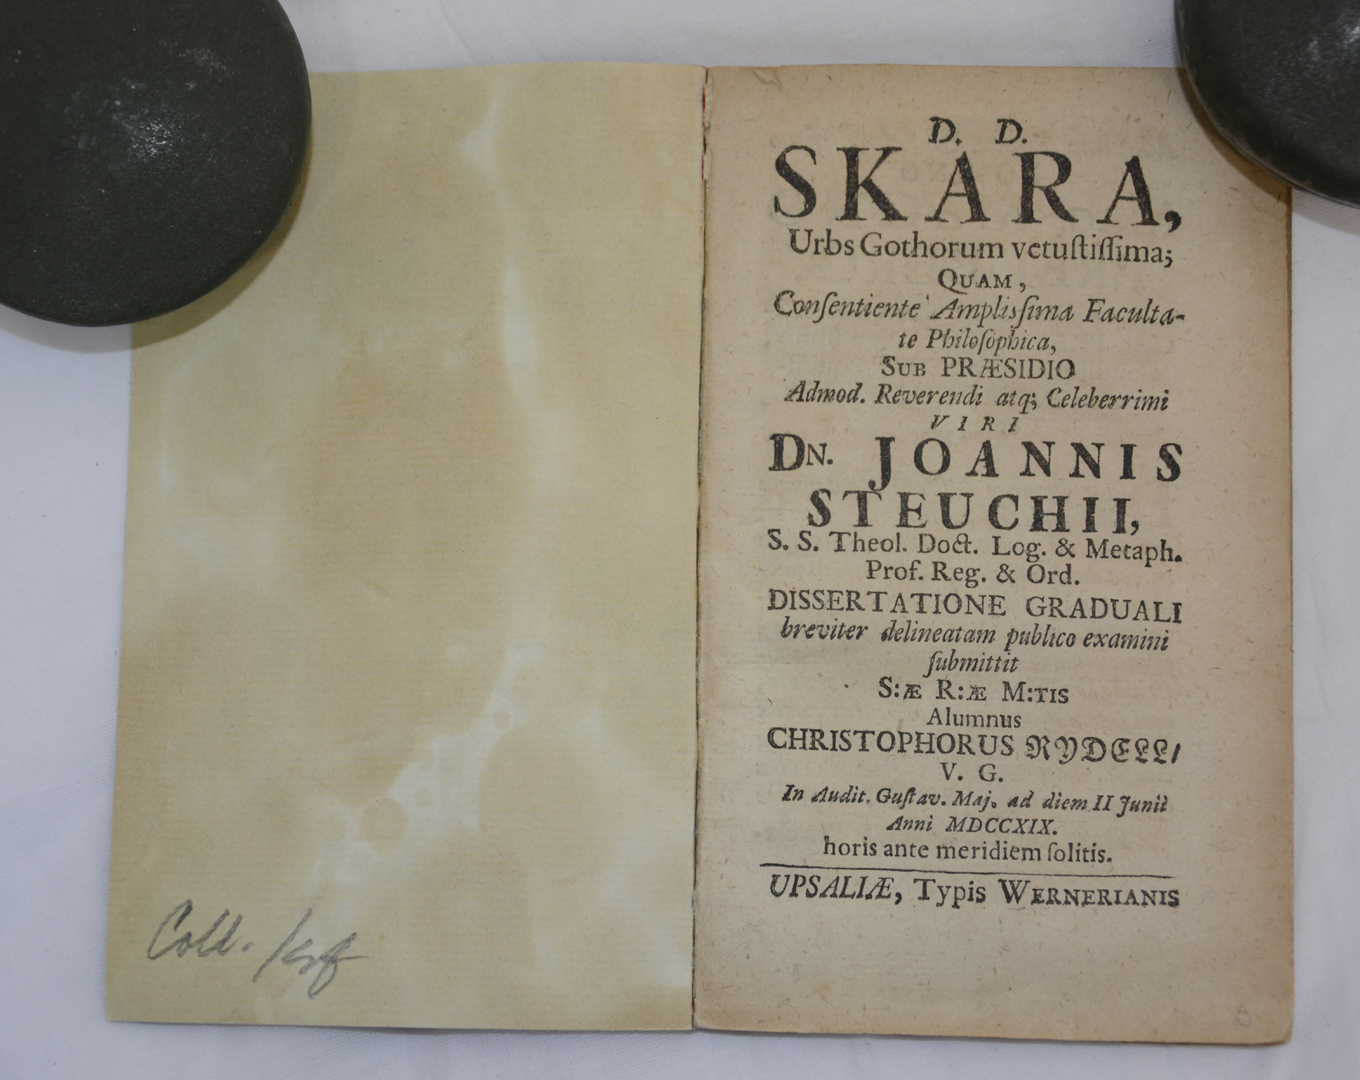 Coll.
D. D.
SKARA,
Urbs Gothorum vetuſtiſſima;
QUAM,
Conſentiente Amplisſima Faculta-
te Philoſophica,
SUB PRÆSIDIO
Admod. Reverendi atq; Celeberrimi
VIRI
DN. JOANNIS
STEUCHII,
S. S. Theol. Doct. Log. & Metaph.
Prof. Reg. & Ord.
DISSERTATIONE GRADUALI
breviter delineatam publico examini
ſubmittit
S:Æ R:Æ M:TIS
Alumnus
CHRISTOPHORUS RYDELL/
V. G.
In Audit. Guſtav. Maj. ad diem II Junii
Anni MDCCXIX.
horis ante meridiem ſolitis.
UPSALIÆ, Typis WERNERIANIS